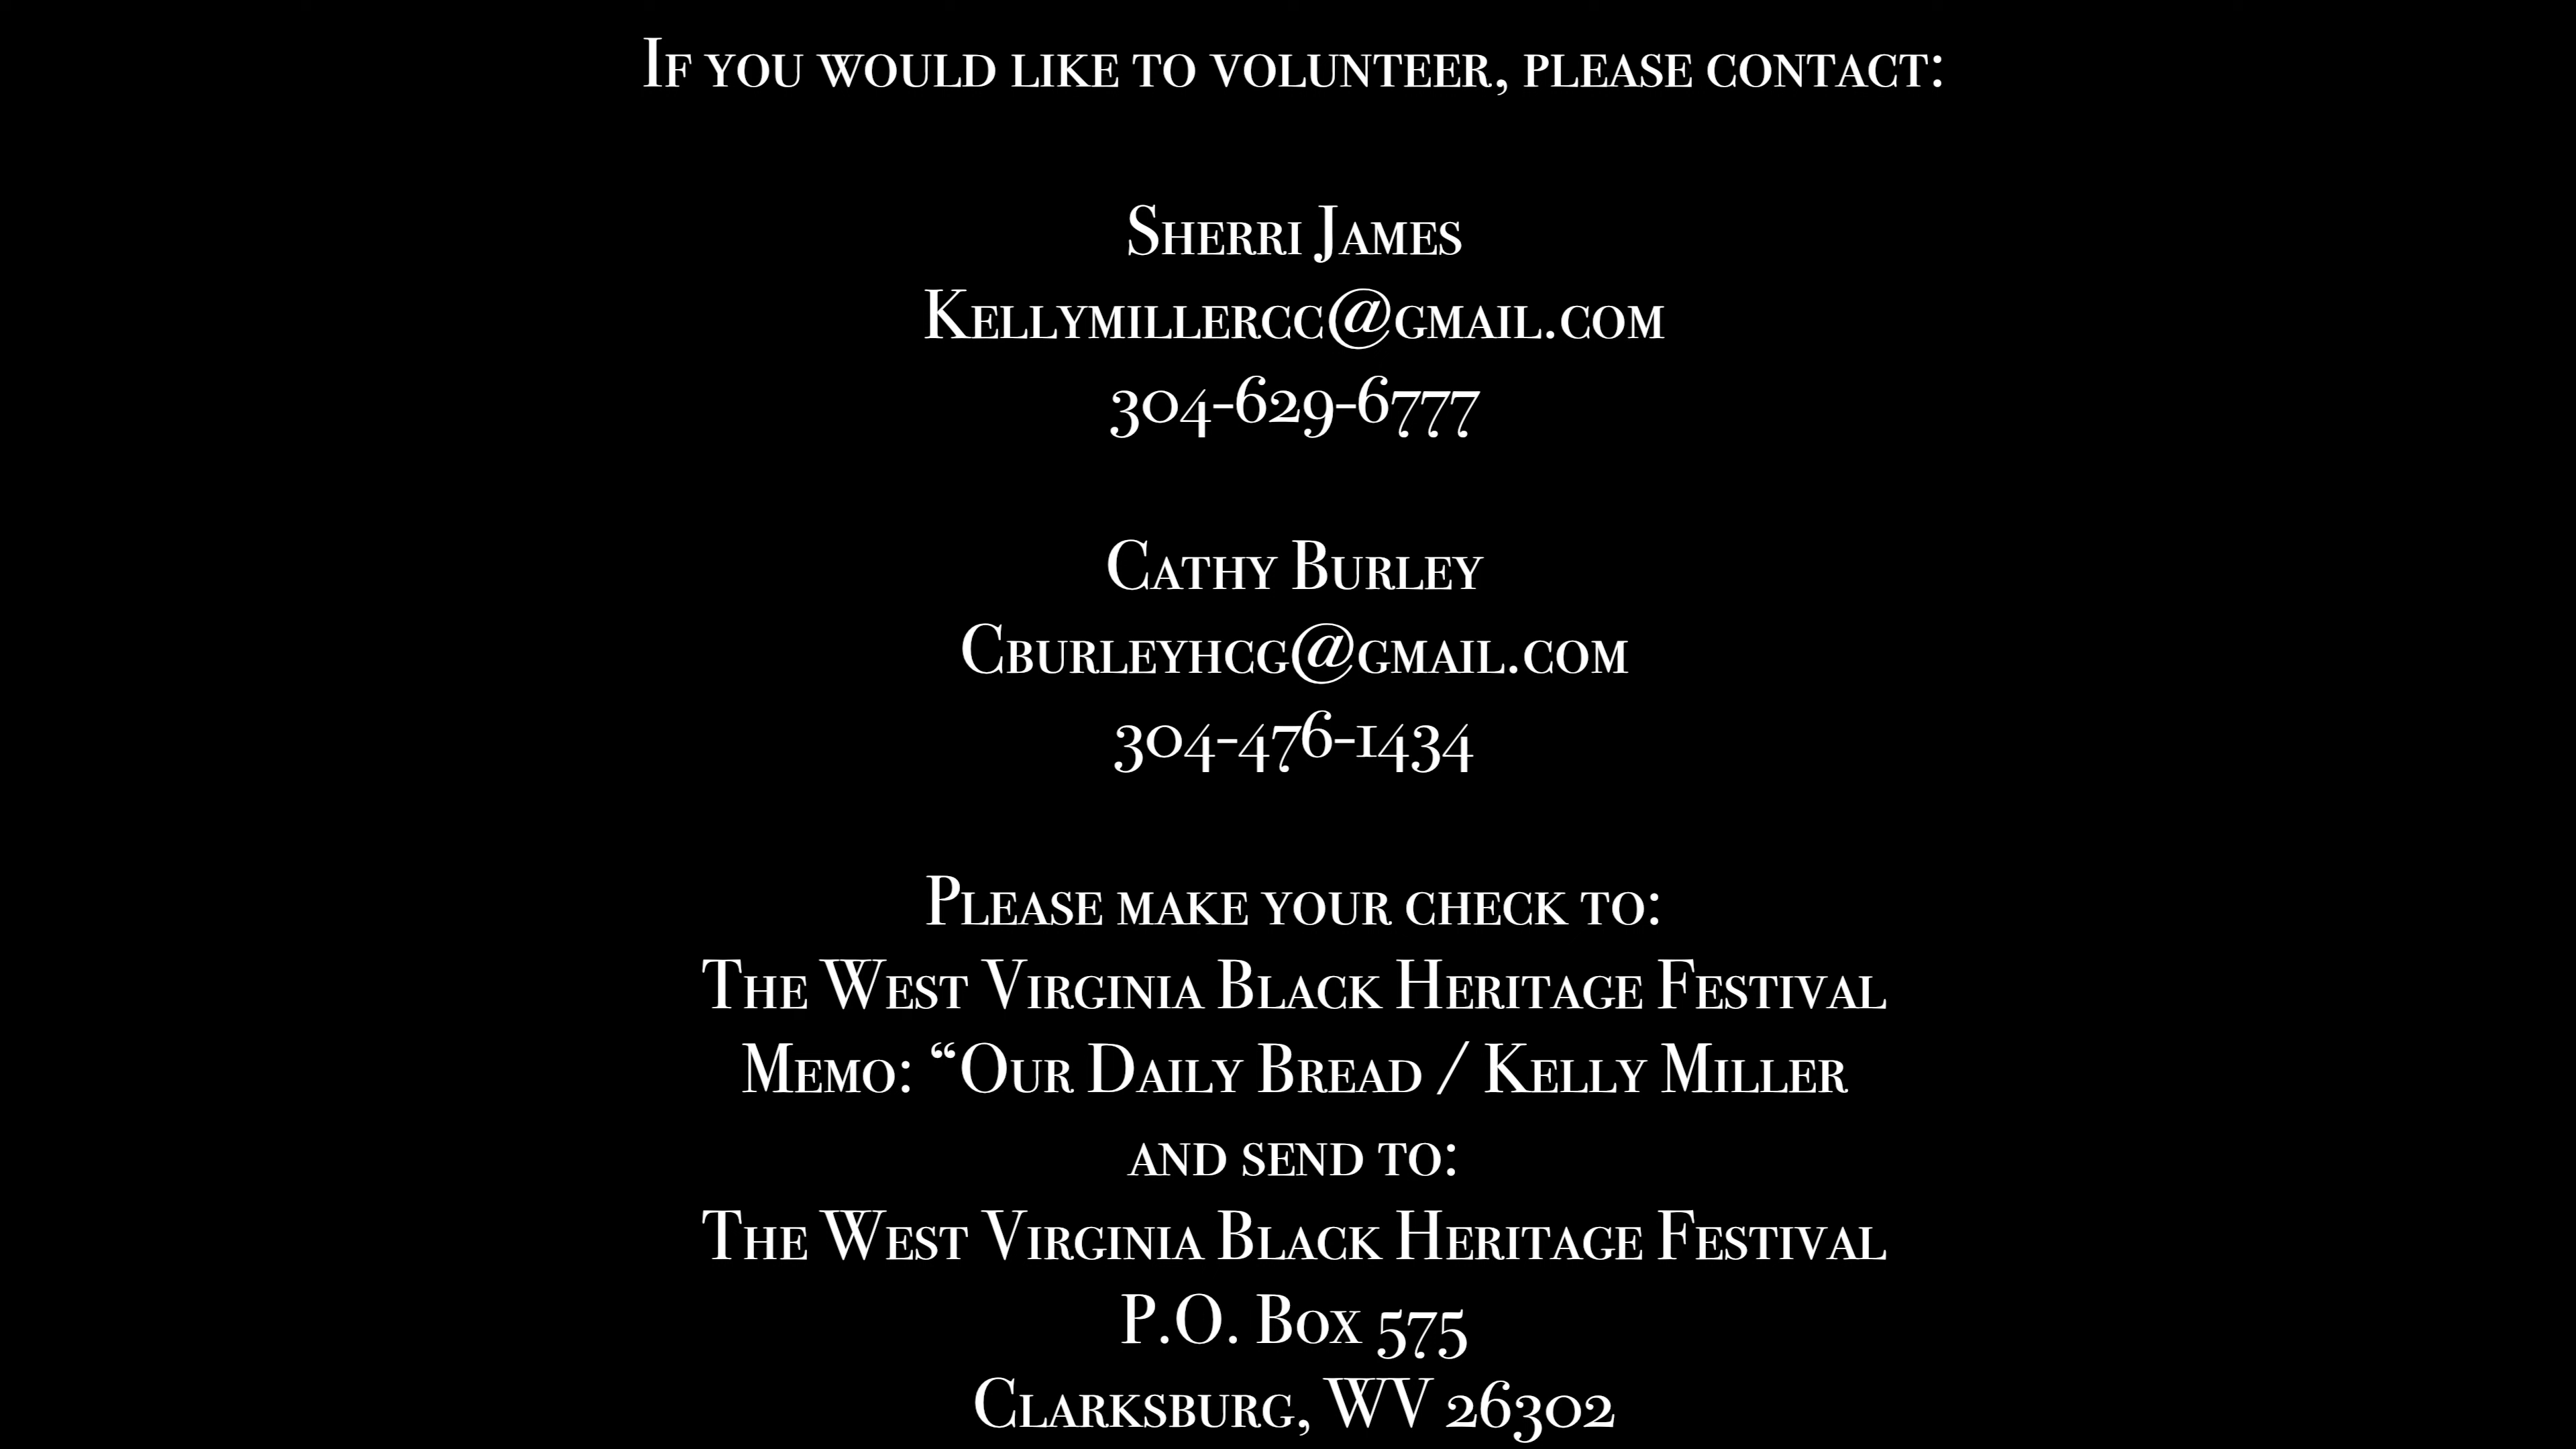 If you would like to volunteer, please contact:
Sherri James
Kellymillercc@gmail.com
304-629-6777
Cathy Burley
Cburleyhcg@gmail.com
304-476-1434
Please make your check to:
The West Virginia Black Heritage Festival
Memo: “Our Daily Bread / Kelly Miller
and send to:
The West Virginia Black Heritage Festival
P.O. Box 575
Clarksburg, WV 26302